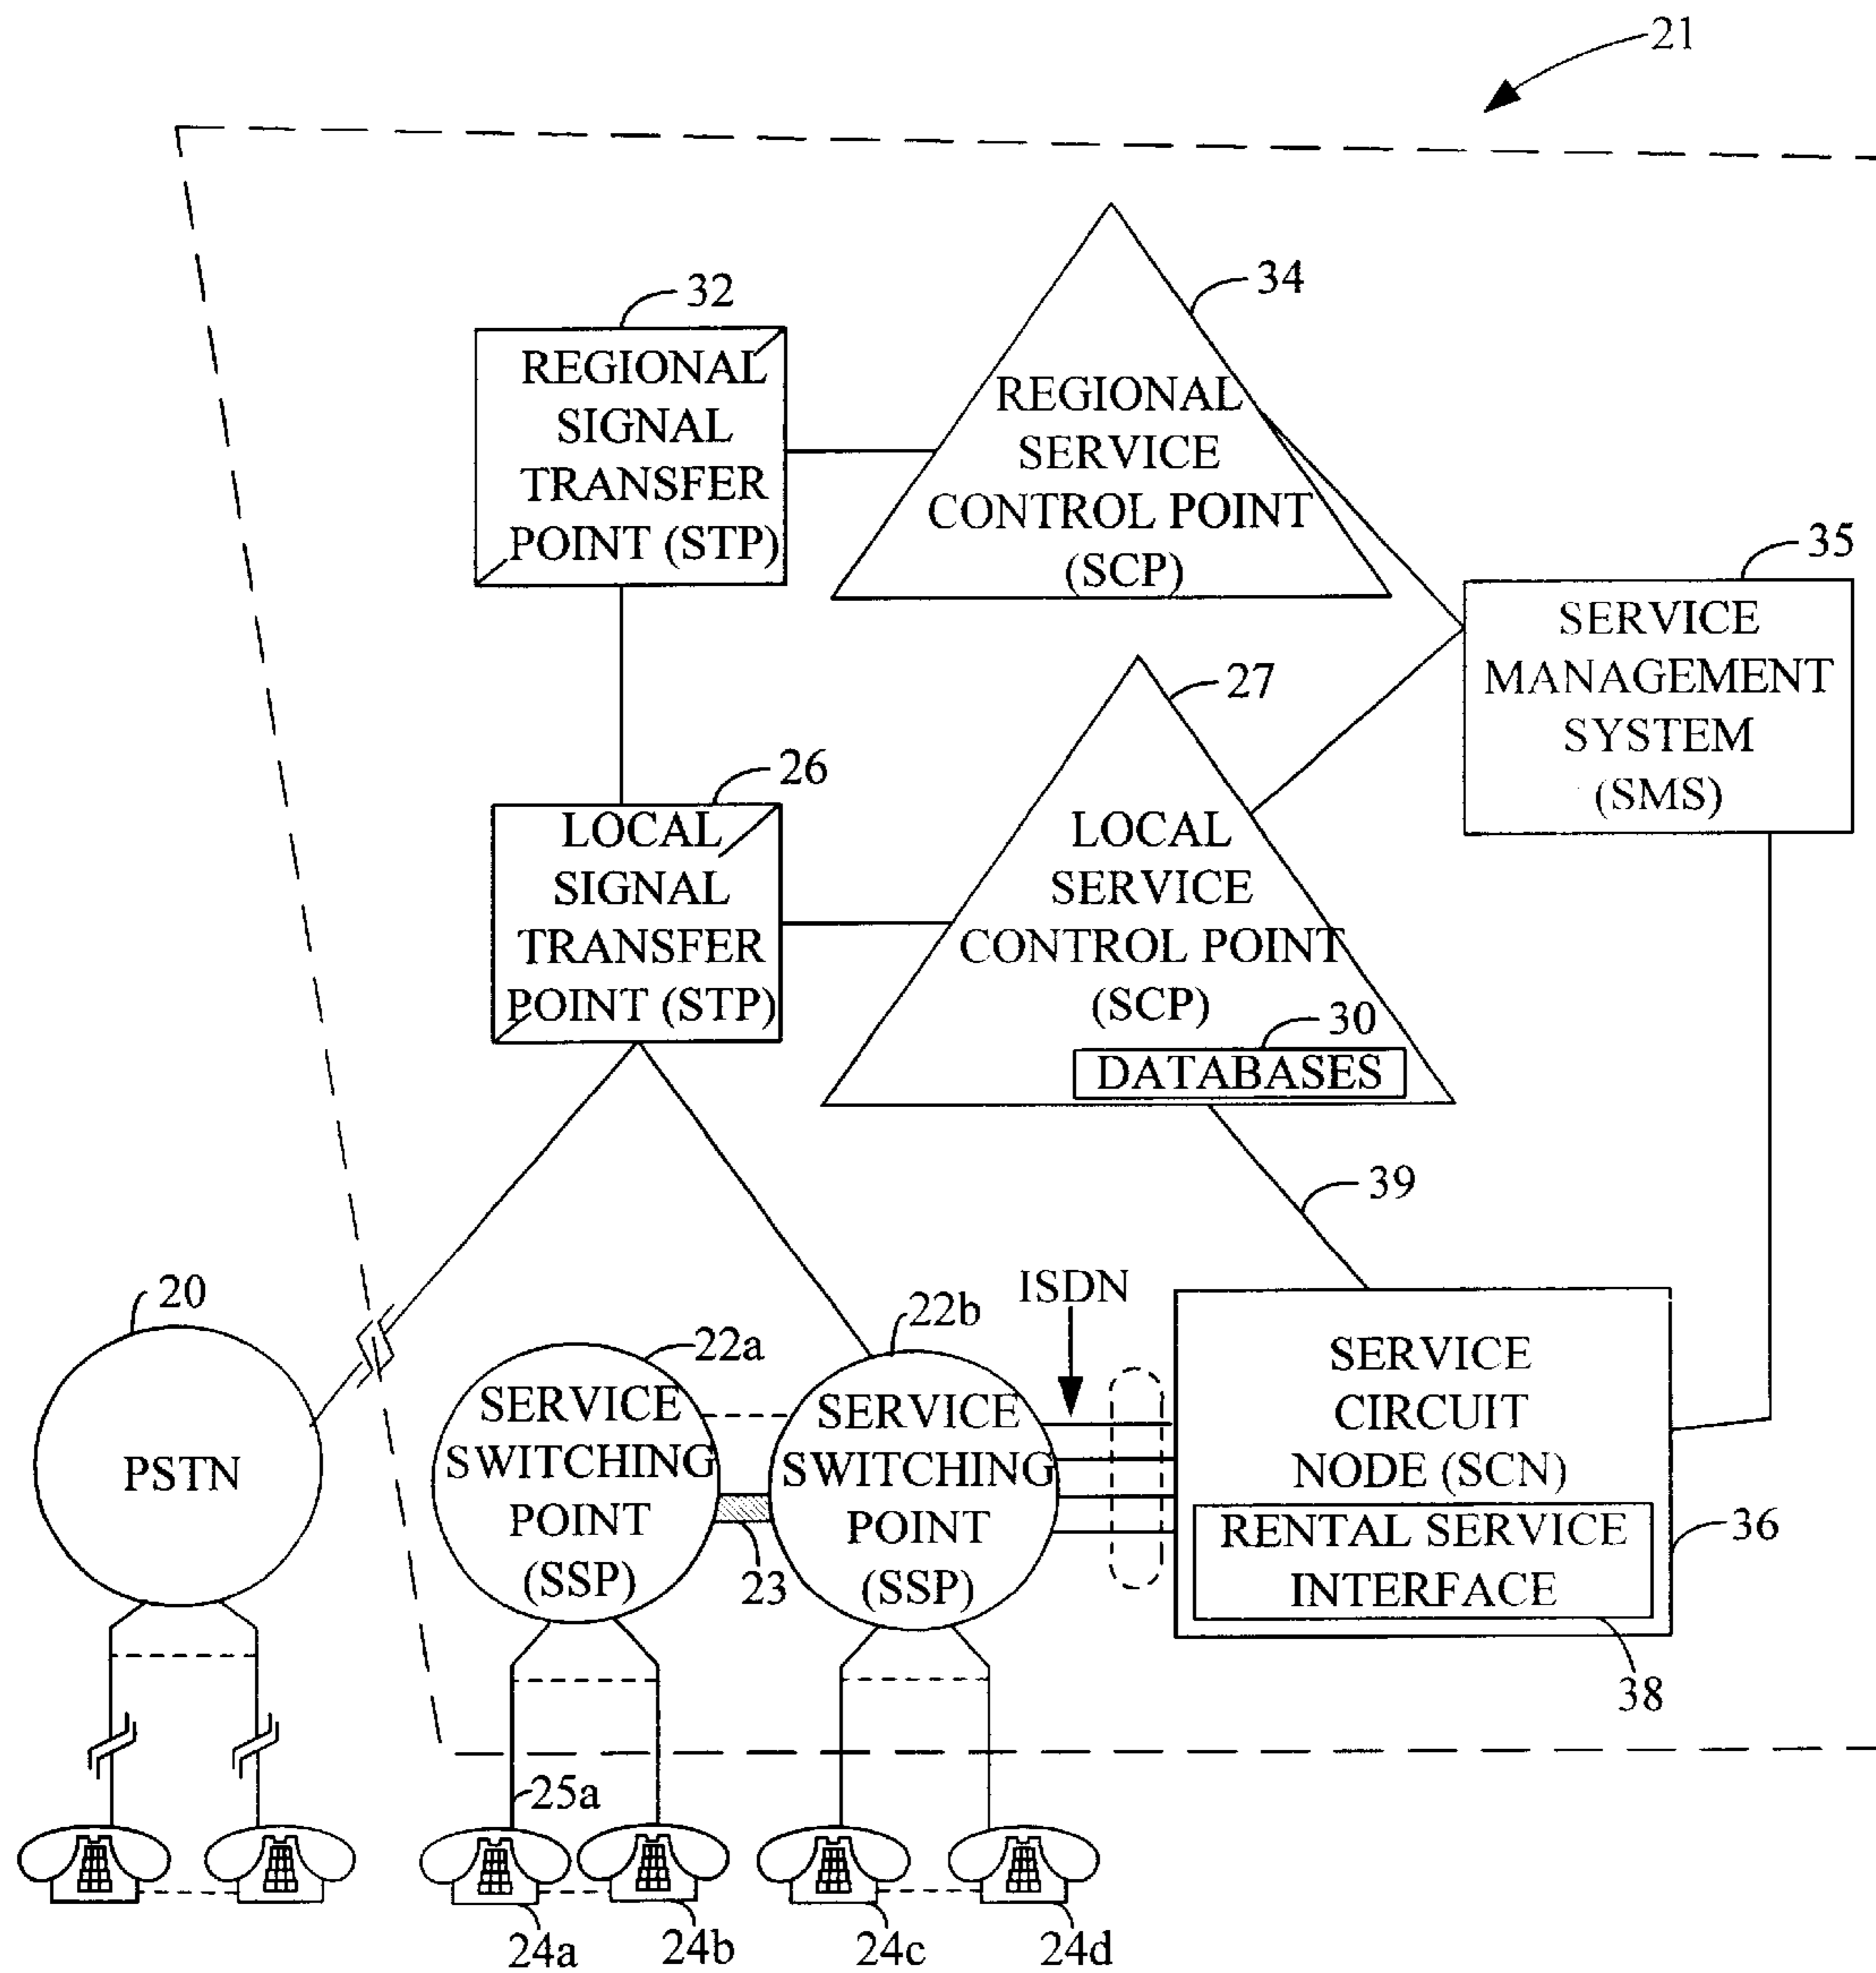 21
32
REGIONAL
SIGNAL
TRANSFER
POINT (STP)
34
REGIONAL
SERVICE
CONTROL POINT
(SCP)
35
SERVICE
MANAGEMENT
SYSTEM
(SMS)
26
LOCAL
SIGNAL
TRANSFER
POINT (STP)
27
LOCAL
SERVICE
CONTROL POINT
(SCP)
30
DATABASES
39
20
PSTN
22a
SERVICE
SWITCHING
POINT
(SSP)
23
22b
SERVICE
SWITCHING
POINT
(SSP)
ISDN
SERVICE
CIRCUIT
NODE (SCN)
RENTAL SERVICE
INTERFACE
36
38
25a
24a
24b
24c
24d